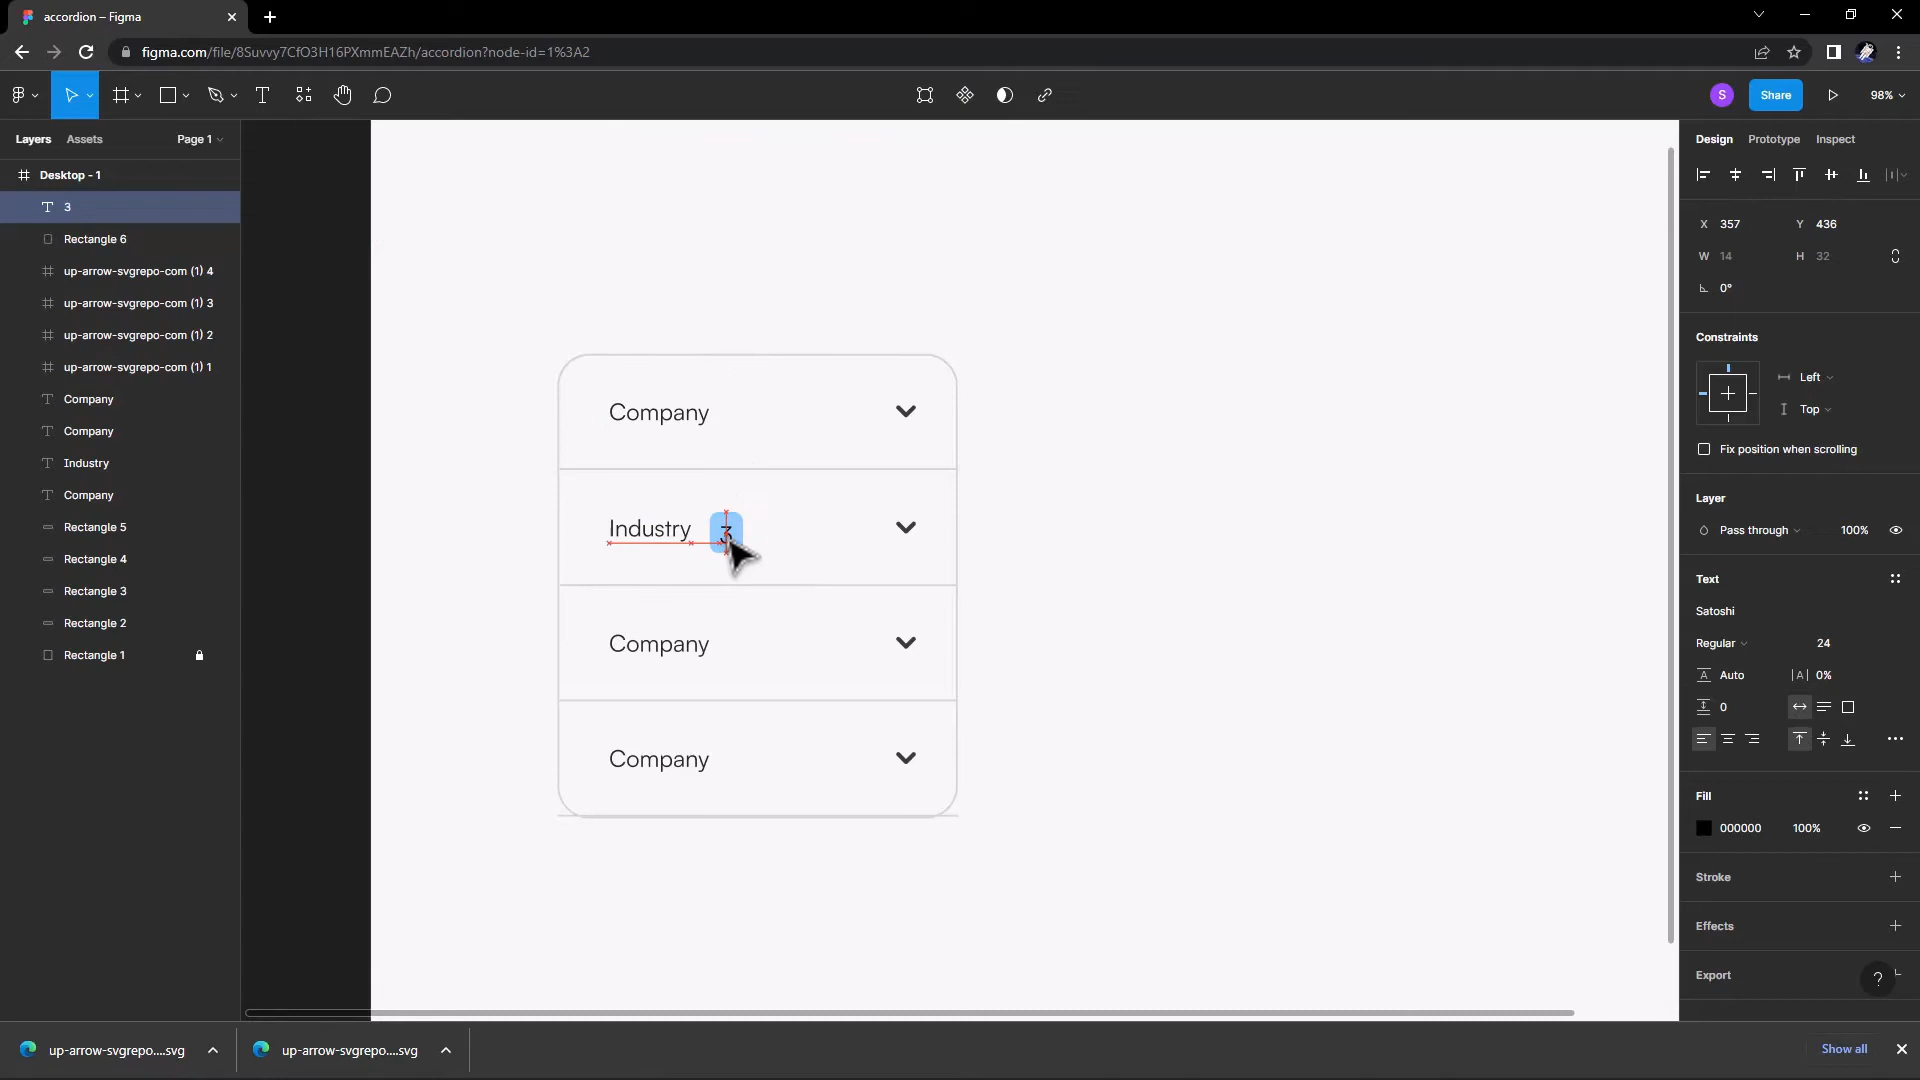 accordion – Figma
figma.com/file/8Suvvy7CfO3H16PXmmEAZh/accordion?node-id=1%3A2
S
Share
98%
Layers
Assets
Page 1
Desktop - 1
3
Rectangle 6
up-arrow-svgrepo-com (1) 4
up-arrow-svgrepo-com (1) 3
up-arrow-svgrepo-com (1) 2
up-arrow-svgrepo-com (1) 1
Company
Company
Industry
Company
Rectangle 5
Rectangle 4
Rectangle 3
Rectangle 2
Rectangle 1
Company
Industry 3
Company
Company
Design
Prototype
Inspect
X 357 Y 436
W 14 H 32
0°
Constraints
Left
Top
Fix position when scrolling
Layer
Pass through 100%
Text
Satoshi
Regular 24
Auto |A| 0%
0
Fill
000000 100%
Stroke
Effects
Export
?
up-arrow-svgrepo....svg
up-arrow-svgrepo....svg
Show all